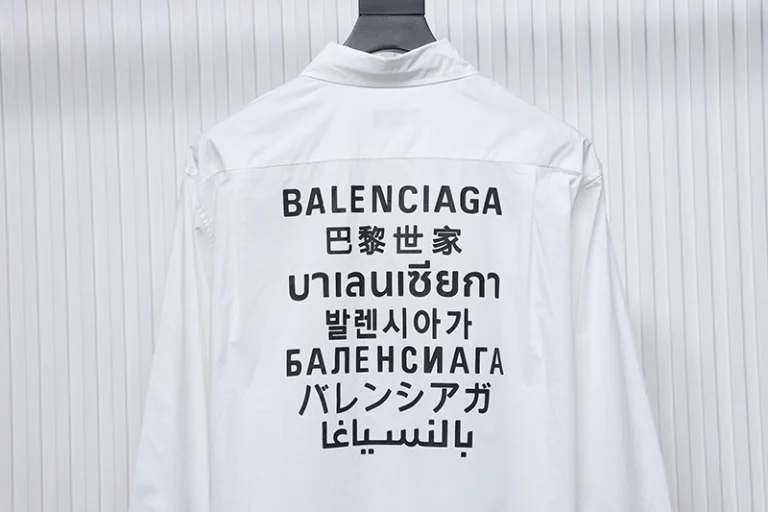 BALENCIAGA
巴黎世家
บาเลนเซียกา
발렌시아가
БАЛЕНСИАГА
バレンシアガ
بالنسياغا